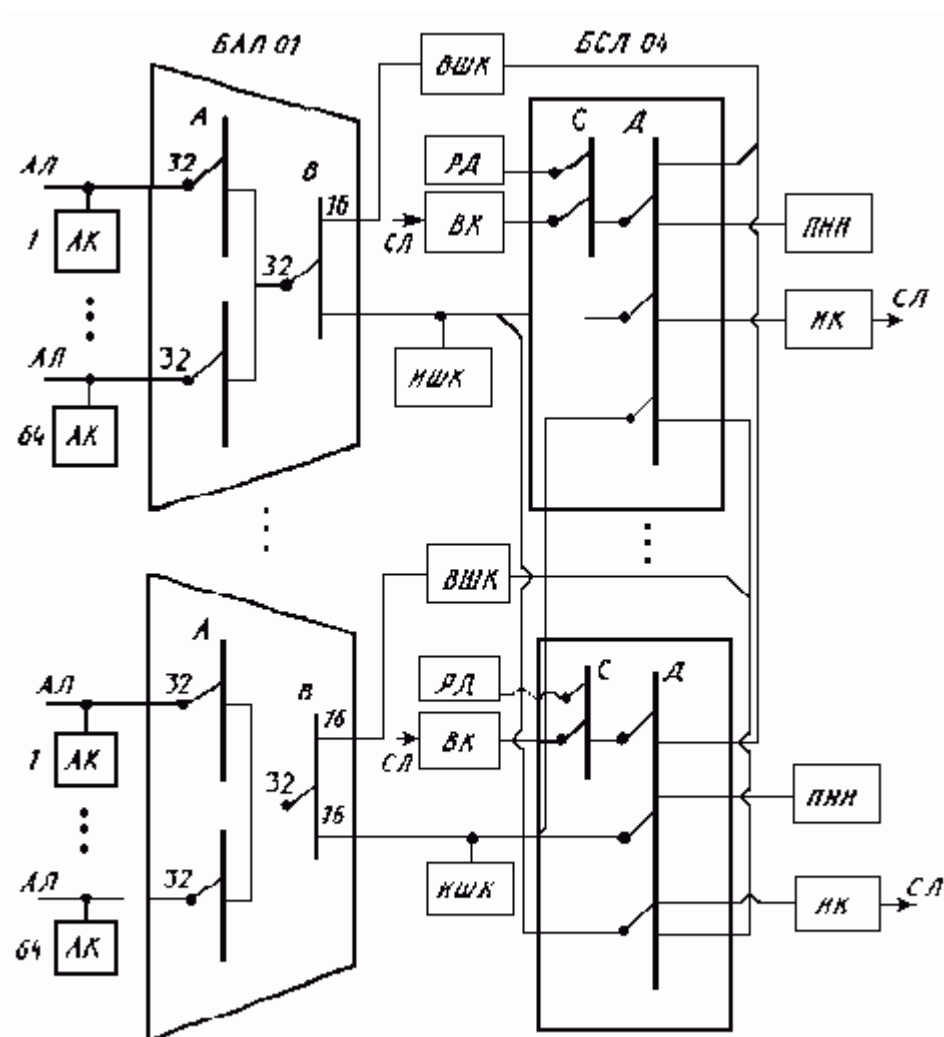 БАЛ 01
БСЛ 04
ВШК
А
С
Д
АЛ
32
В
16
РД
1
АК
32
СЛ
ВК
ПНН
АЛ
32
ИК
СЛ
ИШК
64
АК
ВШК
А
С
Д
АЛ
32
В
16
РД
1
АК
32
СЛ
ВК
16
ПНН
АЛ
32
ИШК
ИК
СЛ
64
АК